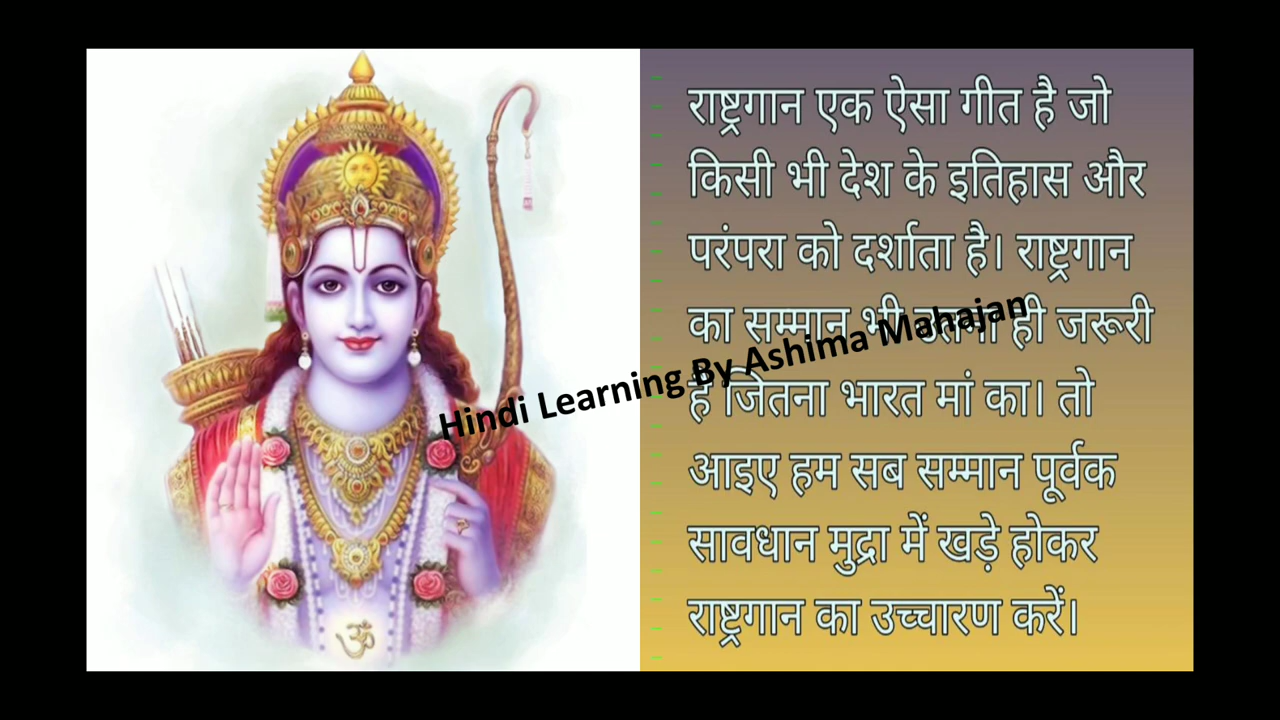 राष्ट्रगान एक ऐसा गीत है जो
किसी भी देश के इतिहास और
परंपरा को दर्शाता है। राष्ट्रगान
का सम्मान भी उतना ही जरूरी
है जितना भारत मां का। तो
आइए हम सब सम्मान पूर्वक
सावधान मुद्रा में खड़े होकर
राष्ट्रगान का उच्चारण करें।
Hindi Learning By Ashima Mahajan
ॐ